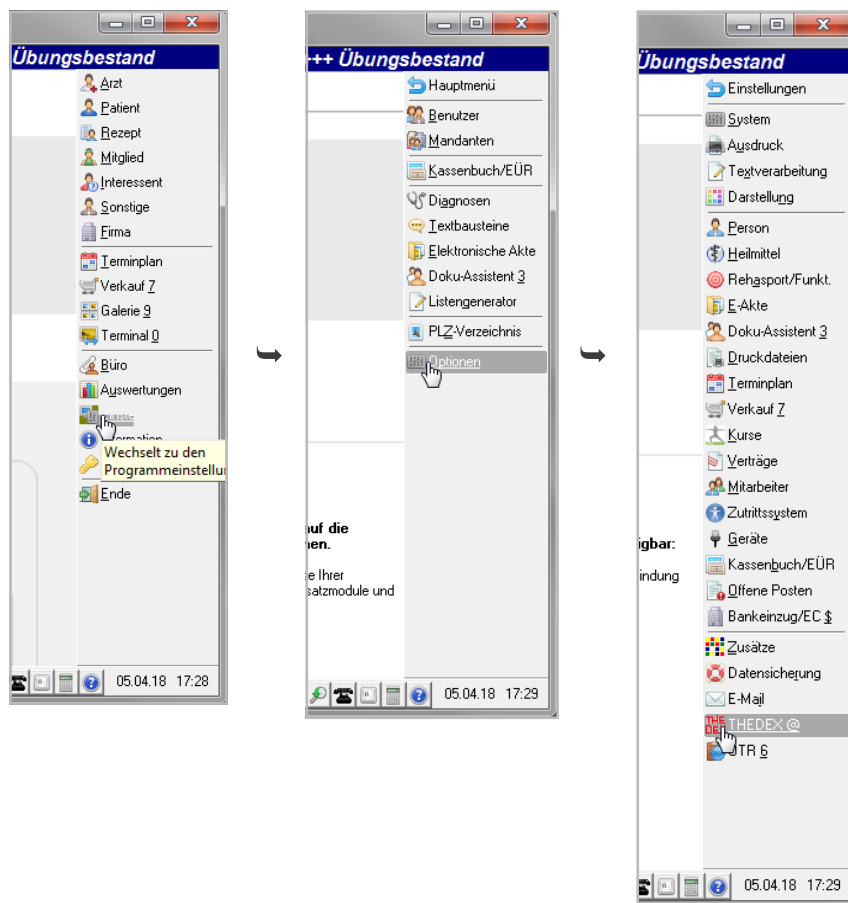 Übungsbestand
Arzt
Patient
Rezept
Mitglied
Interessent
Sonstige
Firma
Terminplan
Verkauf 7
Galerie 9
Terminal 0
Büro
Auswertungen
Wechselt zu den
Programmeinstellu
Ende
05.04.18 17:28
+++ Übungsbestand
Hauptmenü
Benutzer
Mandanten
Kassenbuch/EÜR
Diagnosen
Textbausteine
Elektronische Akte
Doku-Assistent 3
Listengenerator
PLZ-Verzeichnis
Optionen
auf die
nen.
e Ihrer
satzmodule und
05.04.18 17:29
Übungsbestand
Einstellungen
System
Ausdruck
Textverarbeitung
Darstellung
Person
Heilmittel
Rehasport/Funkt.
E-Akte
Doku-Assistent 3
Druckdateien
Terminplan
Verkauf 7
Kurse
Verträge
Mitarbeiter
Zutrittssystem
Geräte
Kassenbuch/EÜR
Offene Posten
Bankeinzug/EC $
Zusätze
Datensicherung
E-Mail
THEDEX @
6
igbar:
indung
05.04.18 17:29